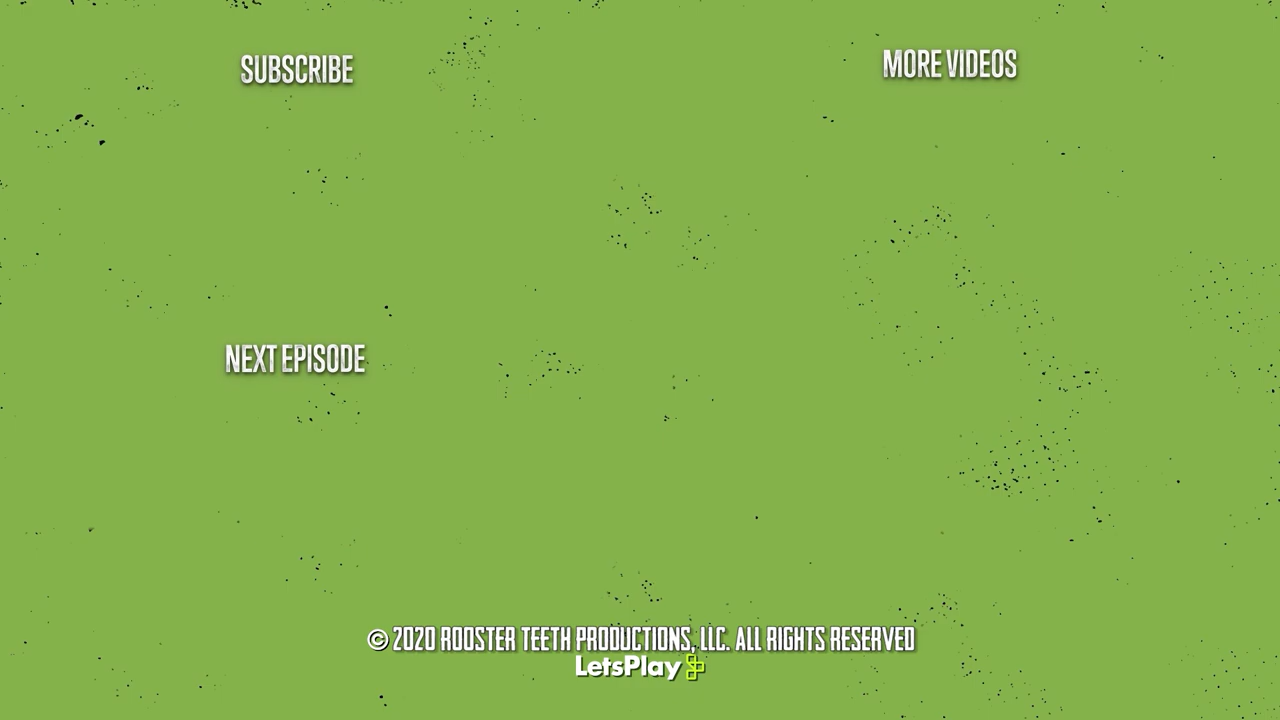 SUBSCRIBE
MORE VIDEOS
NEXT EPISODE
© 2020 ROOSTER TEETH PRODUCTIONS, LLC. ALL RIGHTS RESERVED
LetsPlay